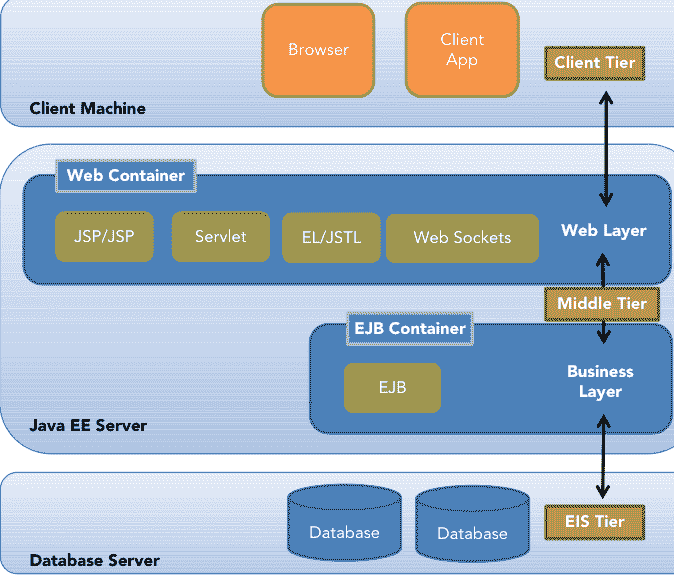 Browser
Client
App
Client Tier
Client Machine
Web Container
JSP/JSP
Servlet
EL/JSTL
Web Sockets
Web Layer
Middle Tier
EJB Container
EJB
Business
Layer
Java EE Server
Database
Database
EIS Tier
Database Server